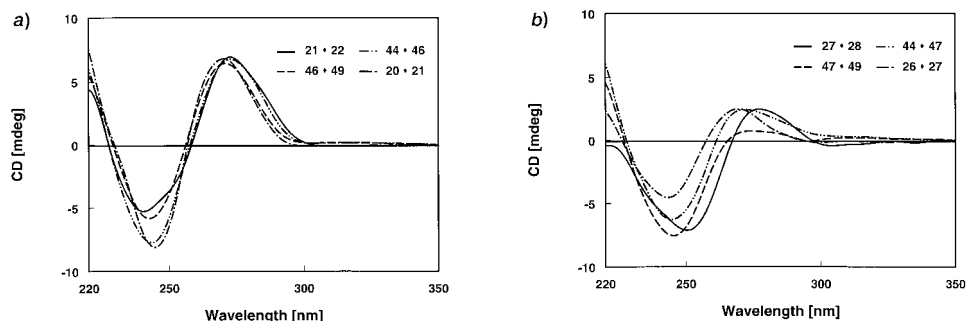 a)
10
5
0
-5
-10
CD [mdeg]
21 • 22
44 • 46
46 • 49
20 • 21
220
250
300
350
Wavelength [nm]
b)
10
5
0
-5
-10
CD [mdeg]
27 • 28
44 • 47
47 • 49
26 • 27
220
250
300
350
Wavelength [nm]